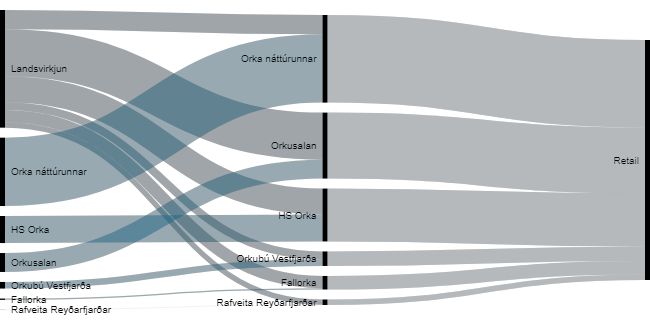 Landsvirkjun
Orka náttúrunnar
HS Orka
Orkusalan
Orkubú Vestfjarða
Fallorka
Rafveita Reyðarfjarðar
Orka náttúrunnar
Orkusalan
HS Orka
Orkubú Vestfjarða
Fallorka
Rafveita Reyðarfjarðar
Retail